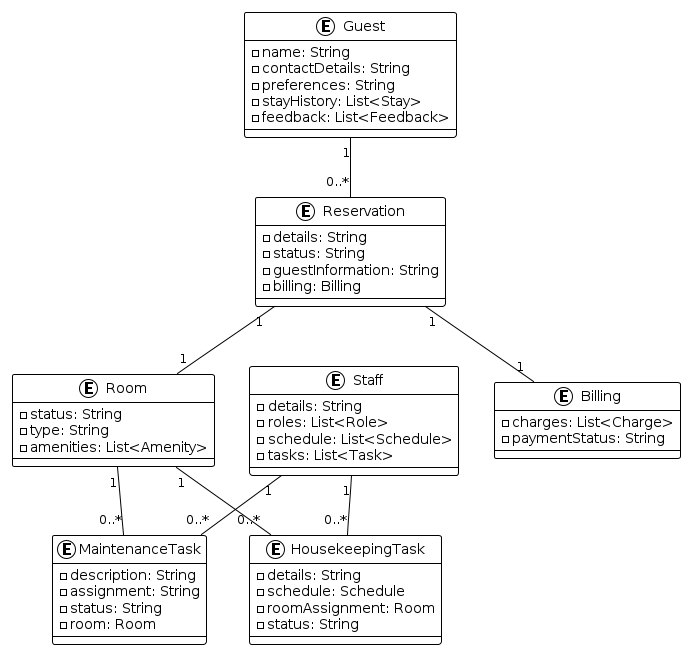 E Guest
name: String
contactDetails: String
preferences: String
stayHistory: List<Stay>
feedback: List<Feedback>
1
0..*
E Reservation
details: String
status: String
guestInformation: String
billing: Billing
1
1
1
1
E Room
status: String
type: String
amenities: List<Amenity>
E Staff
details: String
roles: List<Role>
schedule: List<Schedule>
tasks: List<Task>
E Billing
charges: List<Charge>
paymentStatus: String
1
1
1
1
0..*
0..*
0..*
0..*
E MaintenanceTask
description: String
assignment: String
status: String
room: Room
E HousekeepingTask
details: String
schedule: Schedule
roomAssignment: Room
status: String